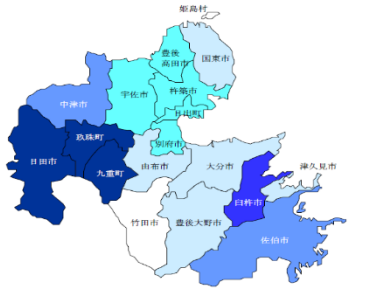 姫島村
豊後
高田市
国東市
中津市
宇佐市
杵築市
日出町
玖珠町
別府市
日田市
九重町
由布市
大分市
津久見市
臼杵市
竹田市
豊後大野市
佐伯市